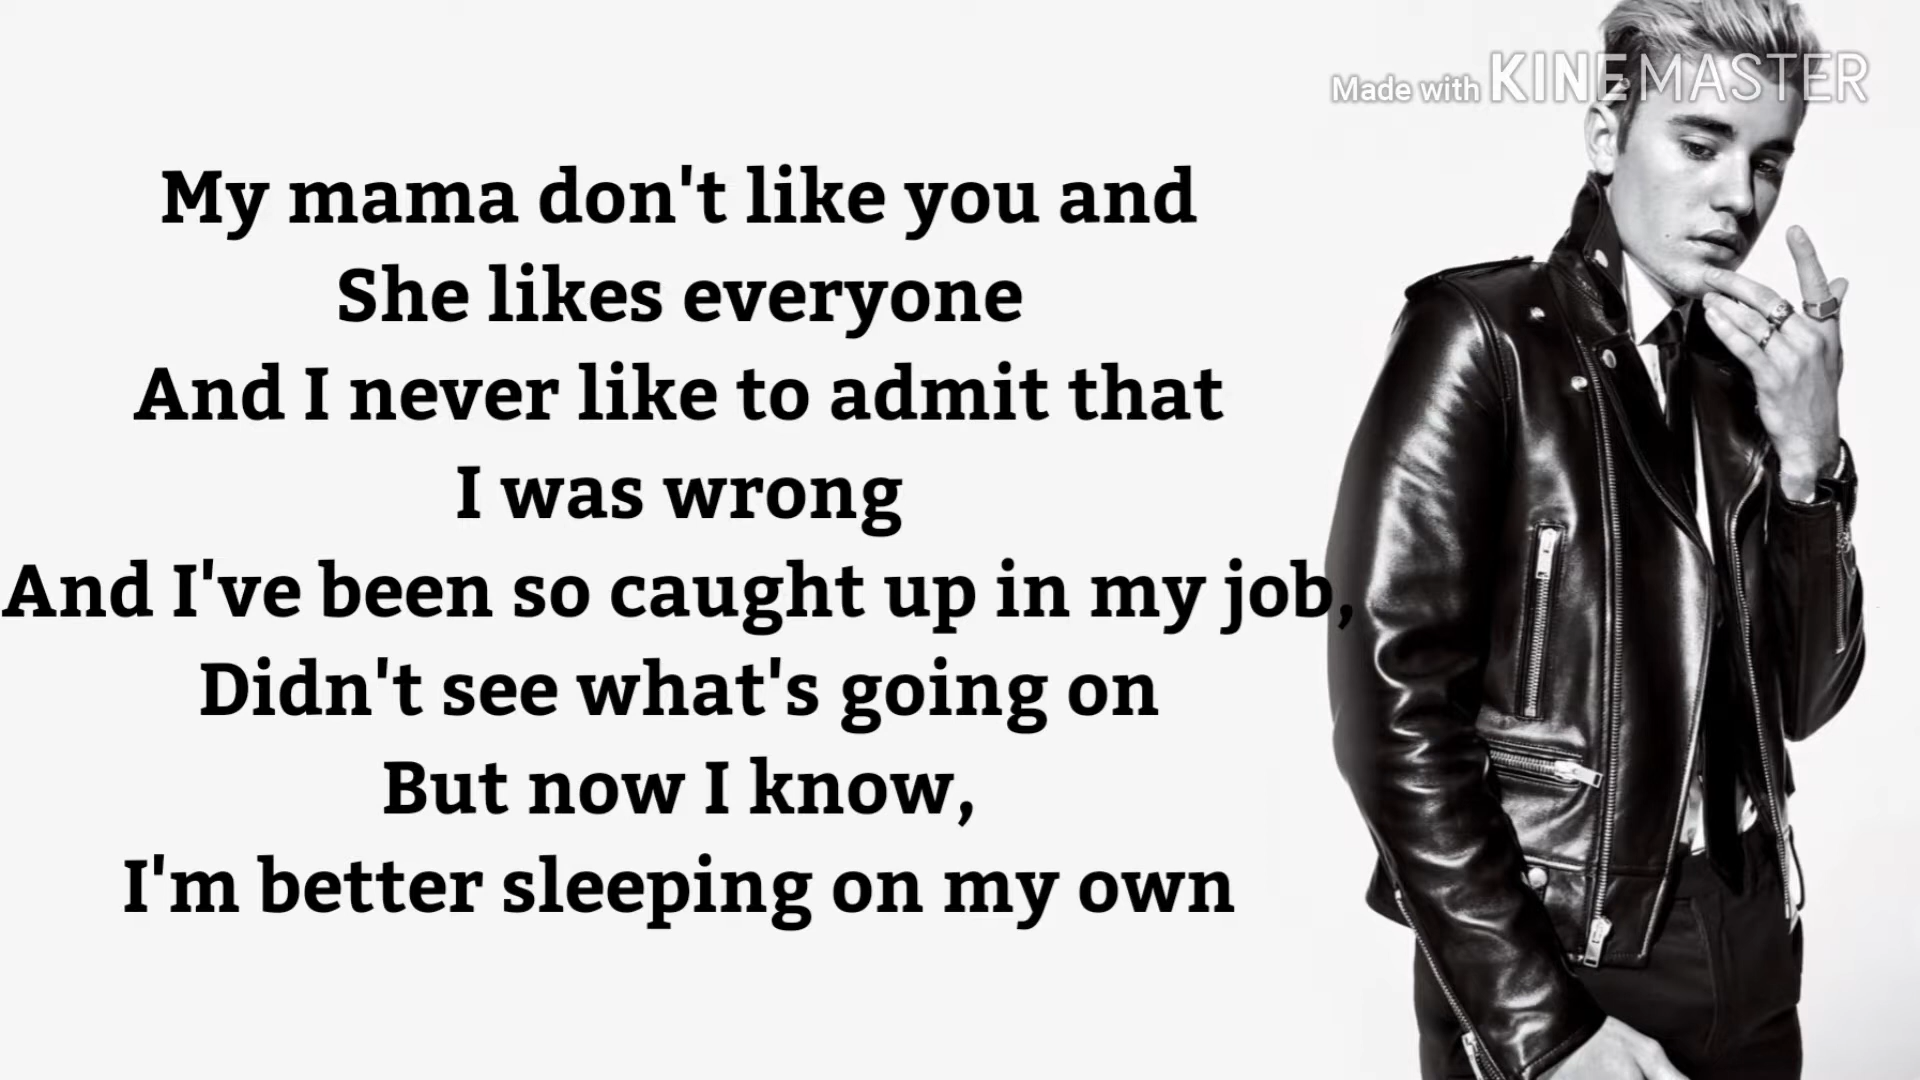 Made with KINEMASTER
My mama don't like you and
She likes everyone
And I never like to admit that
I was wrong
And I've been so caught up in my job,
Didn't see what's going on
But now I know,
I'm better sleeping on my own